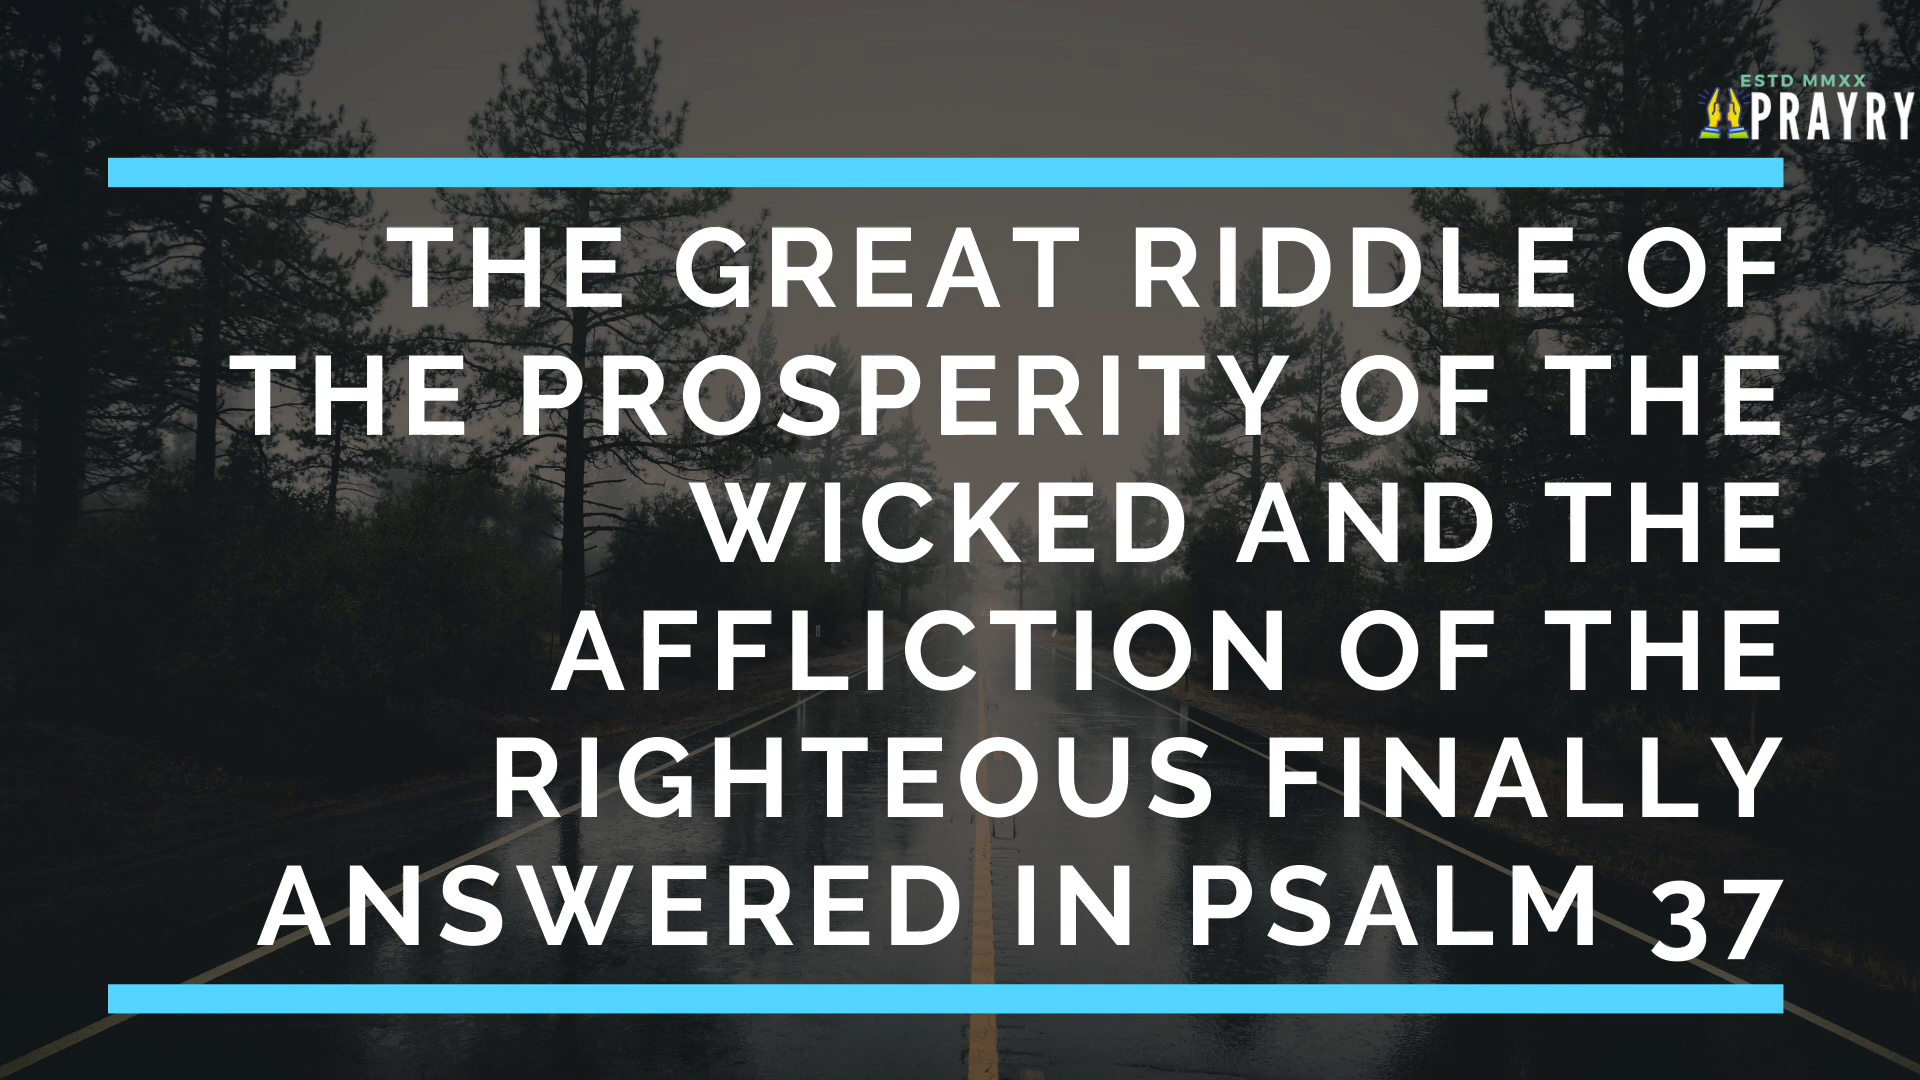 ESTD MMXX
PRAYRY
THE GREAT RIDDLE OF
THE PROSPERITY OF THE
WICKED AND THE
AFFLICTION OF THE
RIGHTEOUS FINALLY
ANSWERED IN PSALM 37